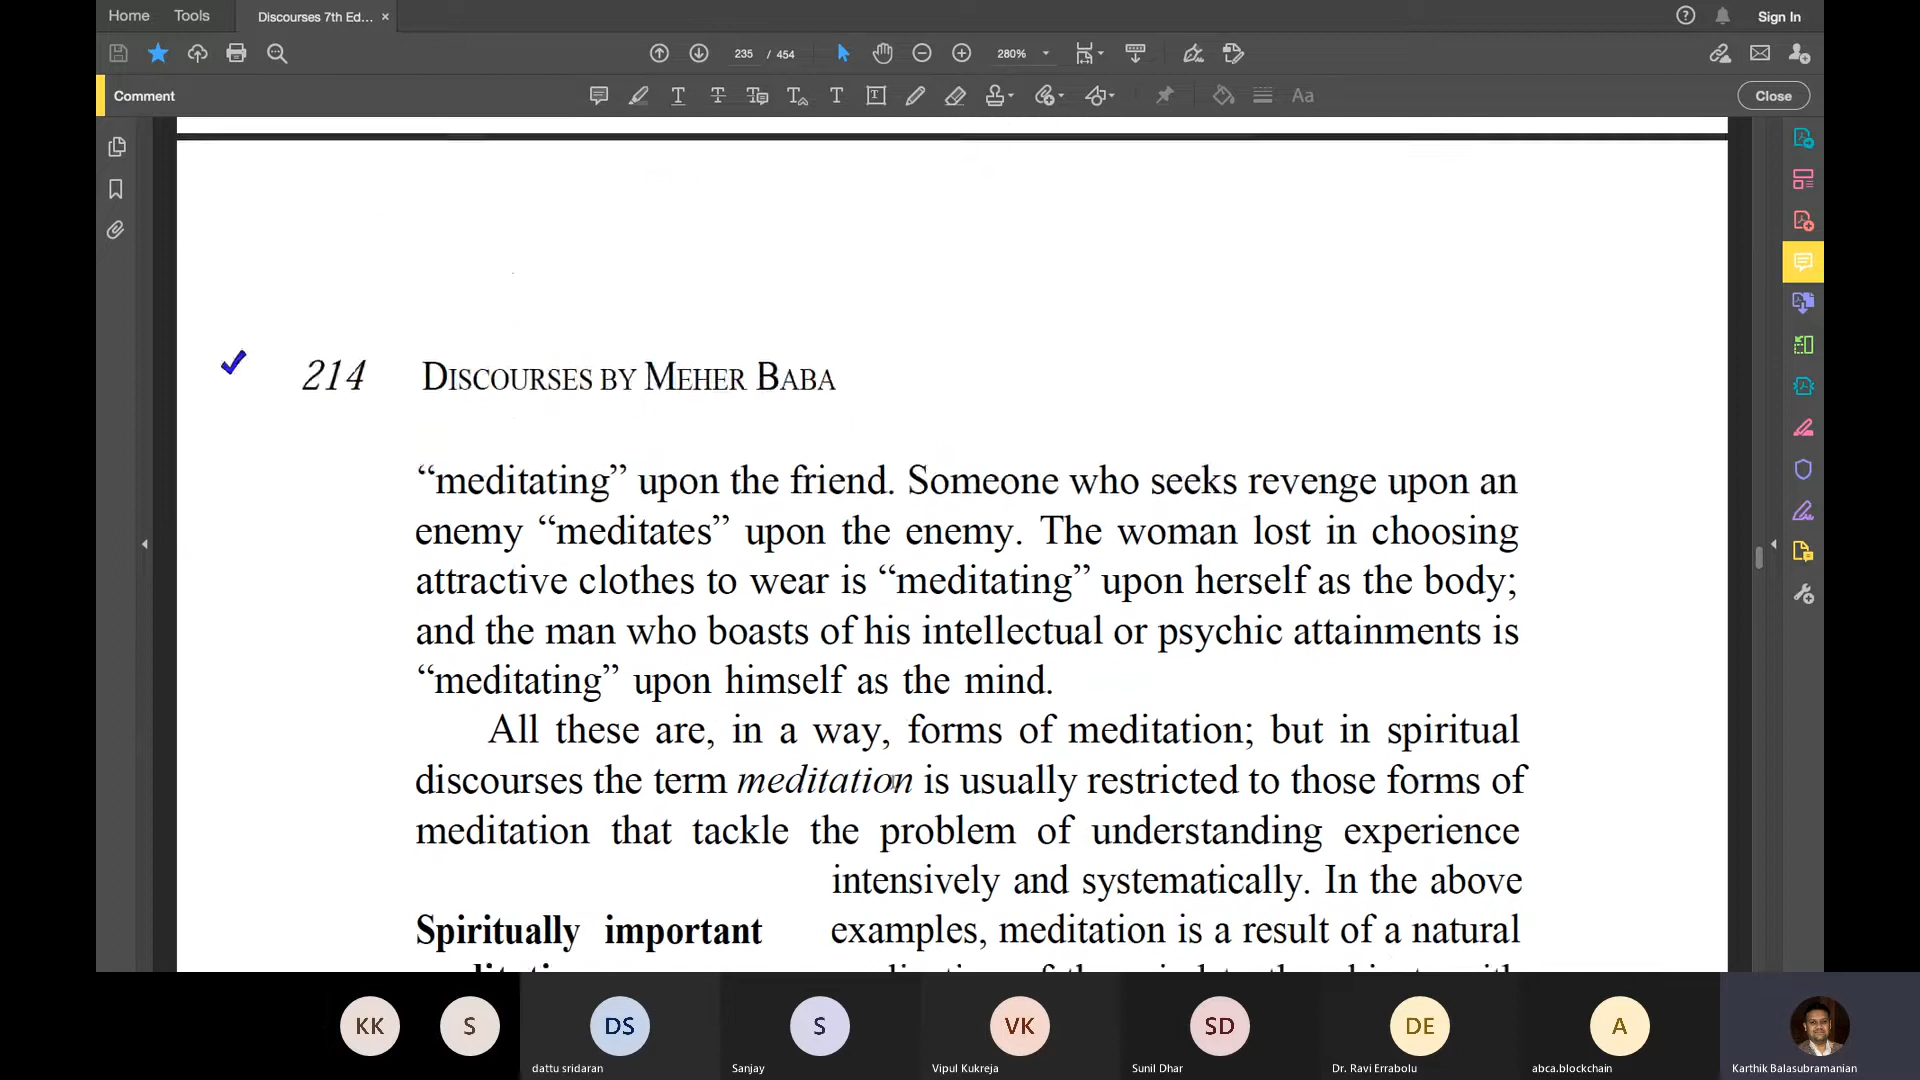 Home Tools Discourses 7th Ed... × Sign In
235 / 454 280%
Comment Aa Close
214 DISCOURSES BY MEHER BABA
“meditating” upon the friend. Someone who seeks revenge upon an
enemy “meditates” upon the enemy. The woman lost in choosing
attractive clothes to wear is “meditating” upon herself as the body;
and the man who boasts of his intellectual or psychic attainments is
“meditating” upon himself as the mind.
All these are, in a way, forms of meditation; but in spiritual
discourses the term meditation is usually restricted to those forms of
meditation that tackle the problem of understanding experience
intensively and systematically. In the above
Spiritually important examples, meditation is a result of a natural
KK S DS S VK SD DE A
dattu sridaran Sanjay Vipul Kukreja Sunil Dhar Dr. Ravi Errabolu abca.blockchain Karthik Balasubramanian